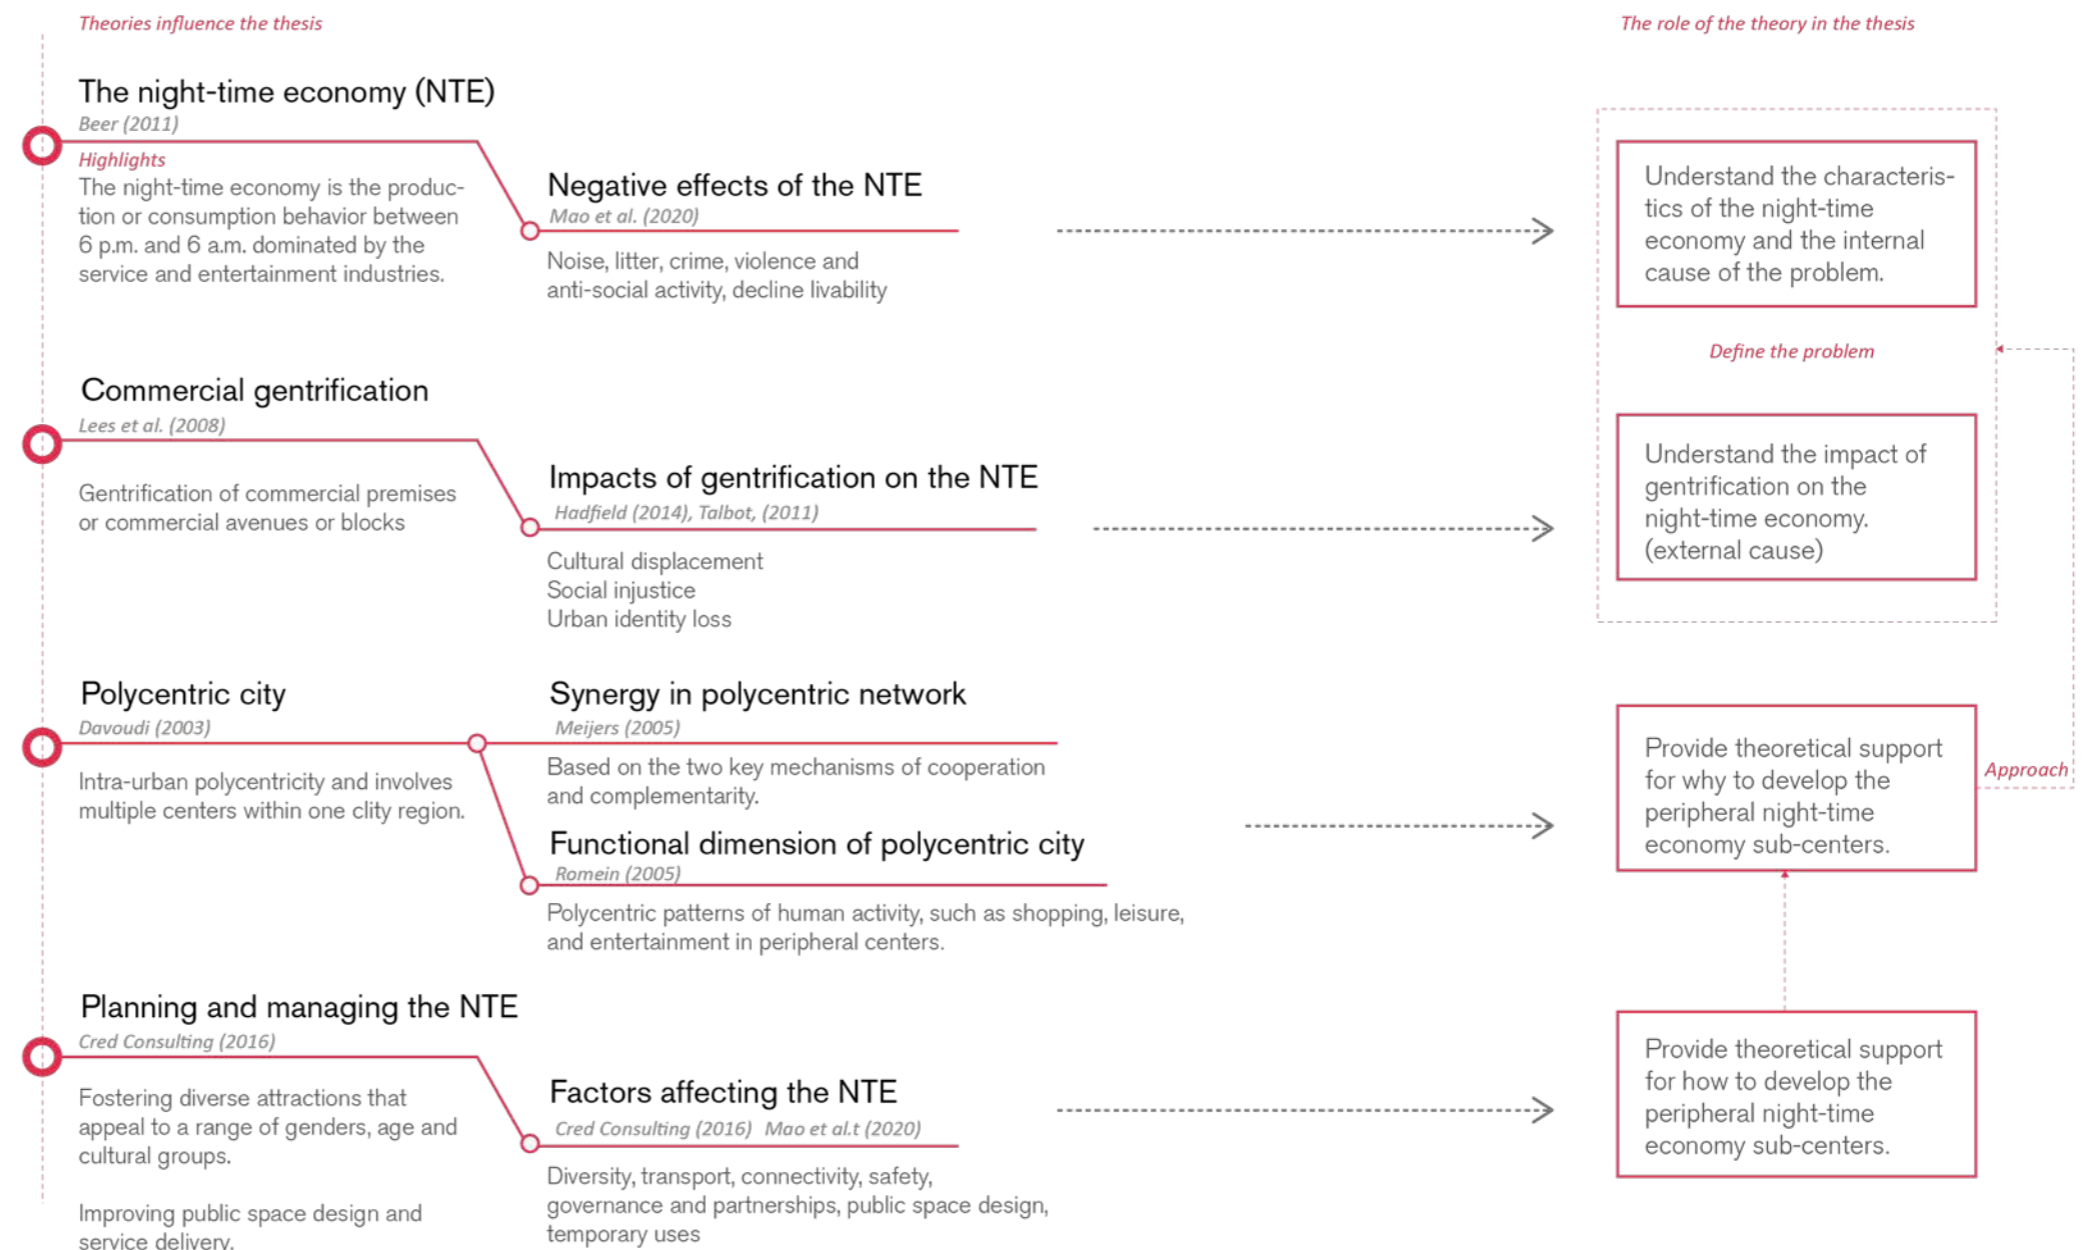 Theories influence the thesis
The role of the theory in the thesis
The night-time economy (NTE)
Beer (2011)
Highlights
The night-time economy is the produc-
tion or consumption behavior between
6 p.m. and 6 a.m. dominated by the
service and entertainment industries.
Negative effects of the NTE
Mao et al. (2020)
Noise, litter, crime, violence and
anti-social activity, decline livability
Understand the characteris-
tics of the night-time
economy and the internal
cause of the problem.
Define the problem
Commercial gentrification
Lees et al. (2008)
Gentrification of commercial premises
or commercial avenues or blocks
Impacts of gentrification on the NTE
Hadfield (2014), Talbot, (2011)
Cultural displacement
Social injustice
Urban identity loss
Understand the impact of
gentrification on the
night-time economy.
(external cause)
Polycentric city
Davoudi (2003)
Intra-urban polycentricity and involves
multiple centers within one clity region.
Synergy in polycentric network
Meijers (2005)
Based on the two key mechanisms of cooperation
and complementarity.
Functional dimension of polycentric city
Romein (2005)
Polycentric patterns of human activity, such as shopping, leisure,
and entertainment in peripheral centers.
Provide theoretical support
for why to develop the
peripheral night-time
economy sub-centers.
Approach
Planning and managing the NTE
Cred Consulting (2016)
Fostering diverse attractions that
appeal to a range of genders, age and
cultural groups.
Improving public space design and
service delivery.
Factors affecting the NTE
Cred Consulting (2016) Mao et al.t (2020)
Diversity, transport, connectivity, safety,
governance and partnerships, public space design,
temporary uses
Provide theoretical support
for how to develop the
peripheral night-time
economy sub-centers.